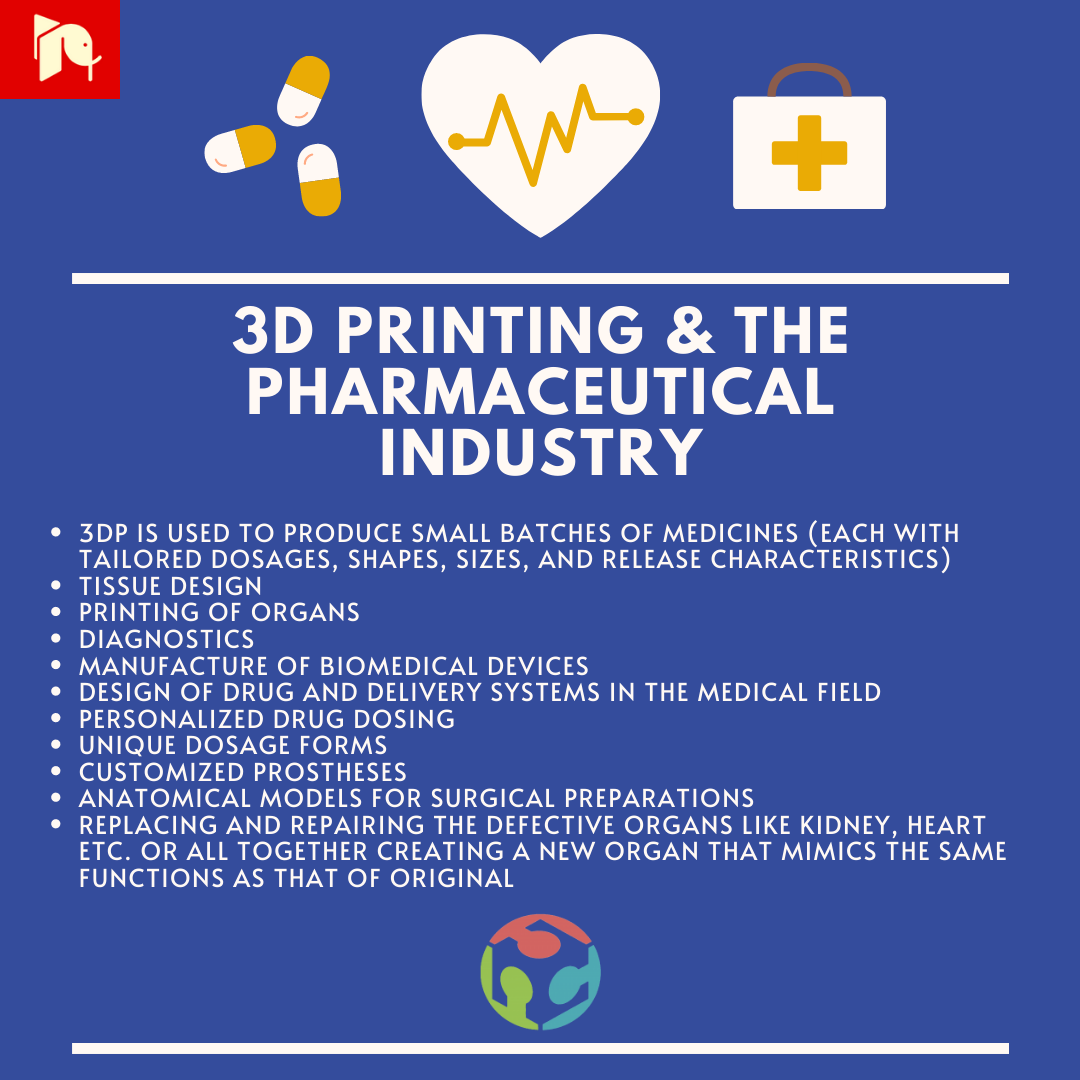 3D PRINTING & THE
PHARMACEUTICAL
INDUSTRY
• 3DP IS USED TO PRODUCE SMALL BATCHES OF MEDICINES (EACH WITH
TAILORED DOSAGES, SHAPES, SIZES, AND RELEASE CHARACTERISTICS)
• TISSUE DESIGN
• PRINTING OF ORGANS
• DIAGNOSTICS
• MANUFACTURE OF BIOMEDICAL DEVICES
• DESIGN OF DRUG AND DELIVERY SYSTEMS IN THE MEDICAL FIELD
• PERSONALIZED DRUG DOSING
• UNIQUE DOSAGE FORMS
• CUSTOMIZED PROSTHESES
• ANATOMICAL MODELS FOR SURGICAL PREPARATIONS
• REPLACING AND REPAIRING THE DEFECTIVE ORGANS LIKE KIDNEY, HEART
ETC. OR ALL TOGETHER CREATING A NEW ORGAN THAT MIMICS THE SAME
FUNCTIONS AS THAT OF ORIGINAL